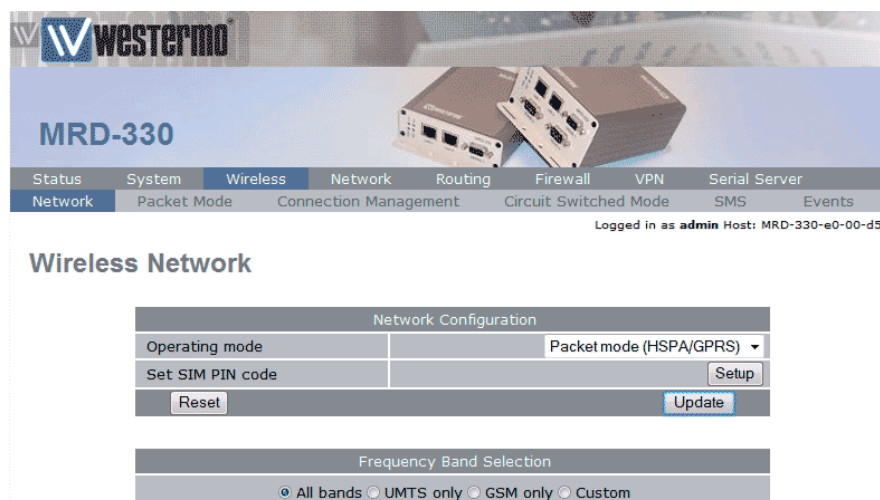 westermo
MRD-330
Status System Wireless Network Routing Firewall VPN Serial Server
Network Packet Mode Connection Management Circuit Switched Mode SMS Events
Logged in as admin Host: MRD-330-e0-00-d5
Wireless Network
Network Configuration
Operating mode Packet mode (HSPA/GPRS)
Set SIM PIN code Setup
Reset Update
Frequency Band Selection
All bands UMTS only GSM only Custom